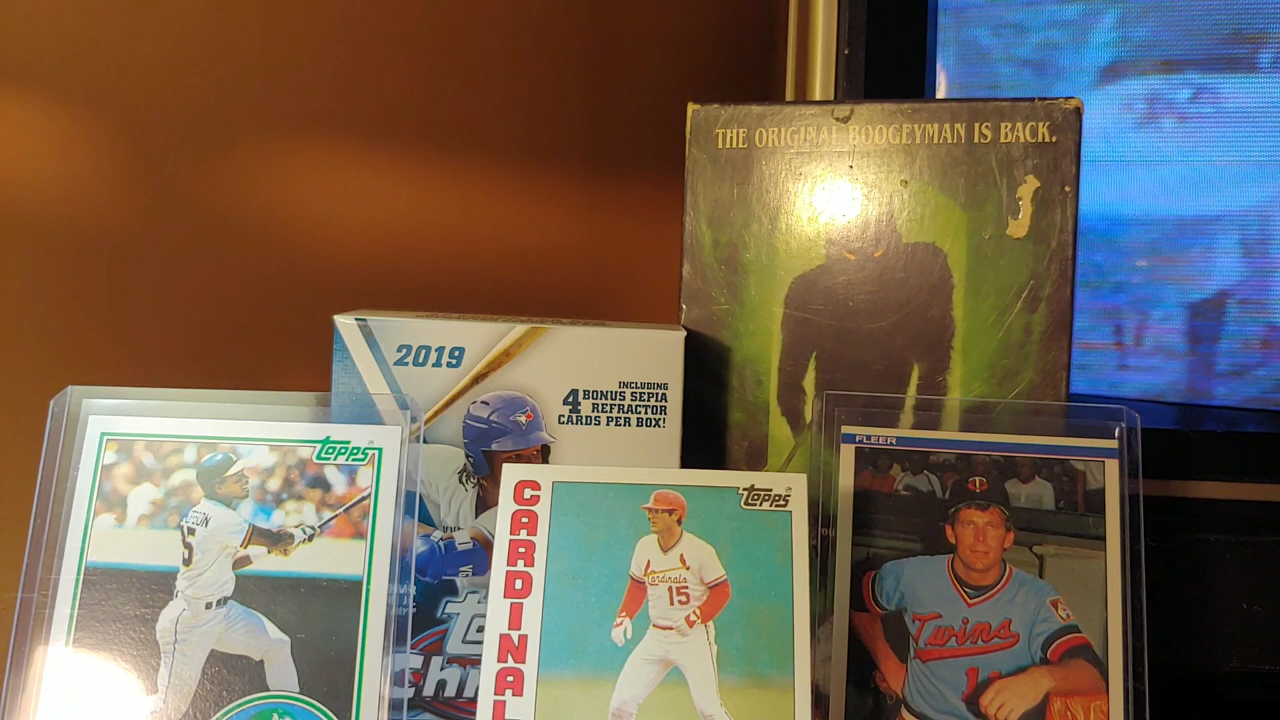 THE ORIGINAL BOOGEYMAN IS BACK.
2019
INCLUDING
4 BONUS SEPIA
REFRACTOR
CARDS PER BOX!
topps
CARDINAL
topps
Cardinals
15
FLEER
Twins